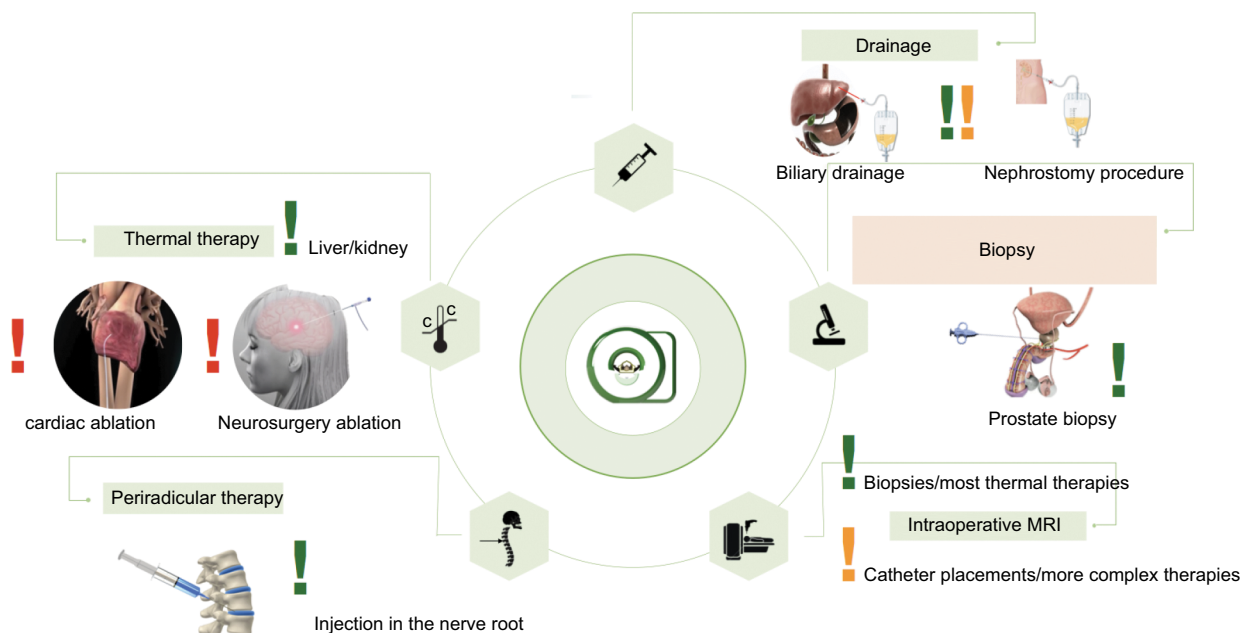 Drainage
Biliary drainage
Nephrostomy procedure
Thermal therapy
Liver/kidney
Biopsy
C C
cardiac ablation
Neurosurgery ablation
Prostate biopsy
Biopsies/most thermal therapies
Periradicular therapy
Intraoperative MRI
Catheter placements/more complex therapies
Injection in the nerve root